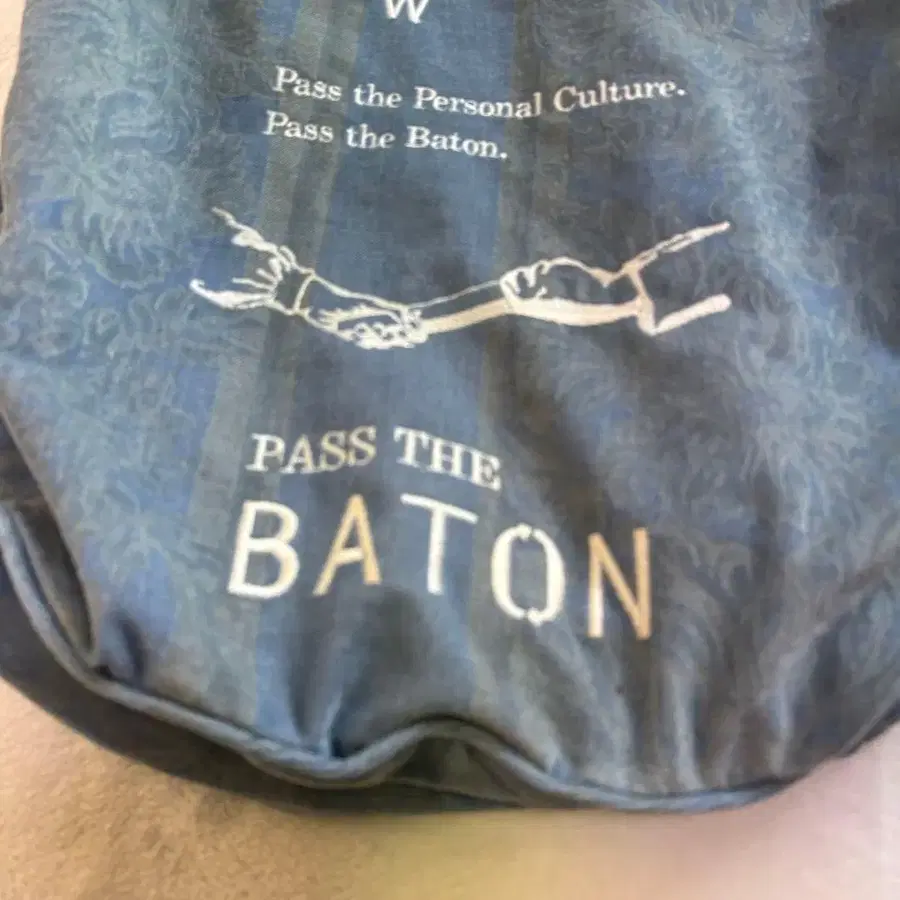 W
Pass the Personal Culture.
Pass the Baton.
PASS THE
BATON